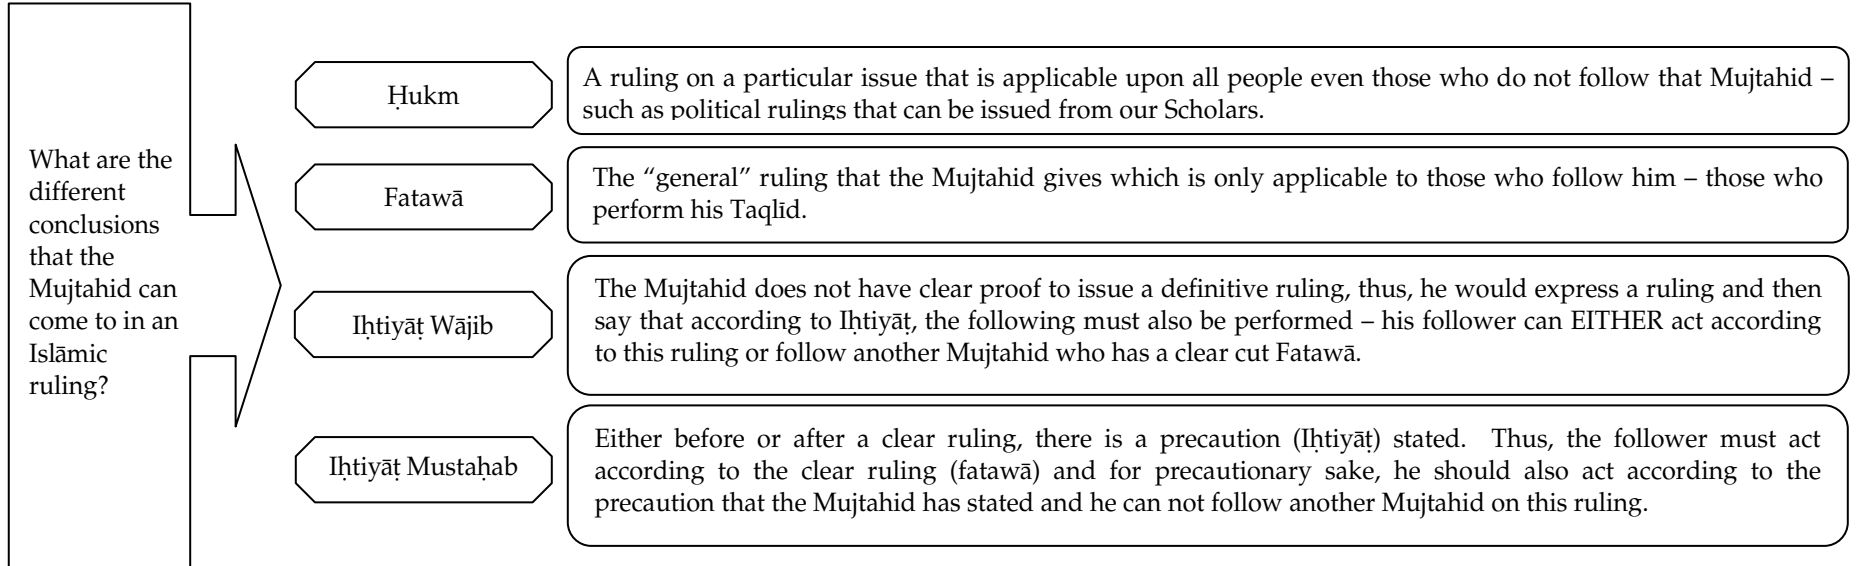 What are the
different
conclusions
that the
Mujtahid can
come to in an
Islāmic
ruling?
Ḥukm
A ruling on a particular issue that is applicable upon all people even those who do not follow that Mujtahid –
such as political rulings that can be issued from our Scholars.
Fatawā
The “general” ruling that the Mujtahid gives which is only applicable to those who follow him – those who
perform his Taqlīd.
Iḥtiyāṭ Wājib
The Mujtahid does not have clear proof to issue a definitive ruling, thus, he would express a ruling and then
say that according to Iḥtiyāṭ, the following must also be performed – his follower can EITHER act according
to this ruling or follow another Mujtahid who has a clear cut Fatawā.
Iḥtiyāṭ Mustaḥab
Either before or after a clear ruling, there is a precaution (Iḥtiyāṭ) stated. Thus, the follower must act
according to the clear ruling (fatawā) and for precautionary sake, he should also act according to the
precaution that the Mujtahid has stated and he can not follow another Mujtahid on this ruling.